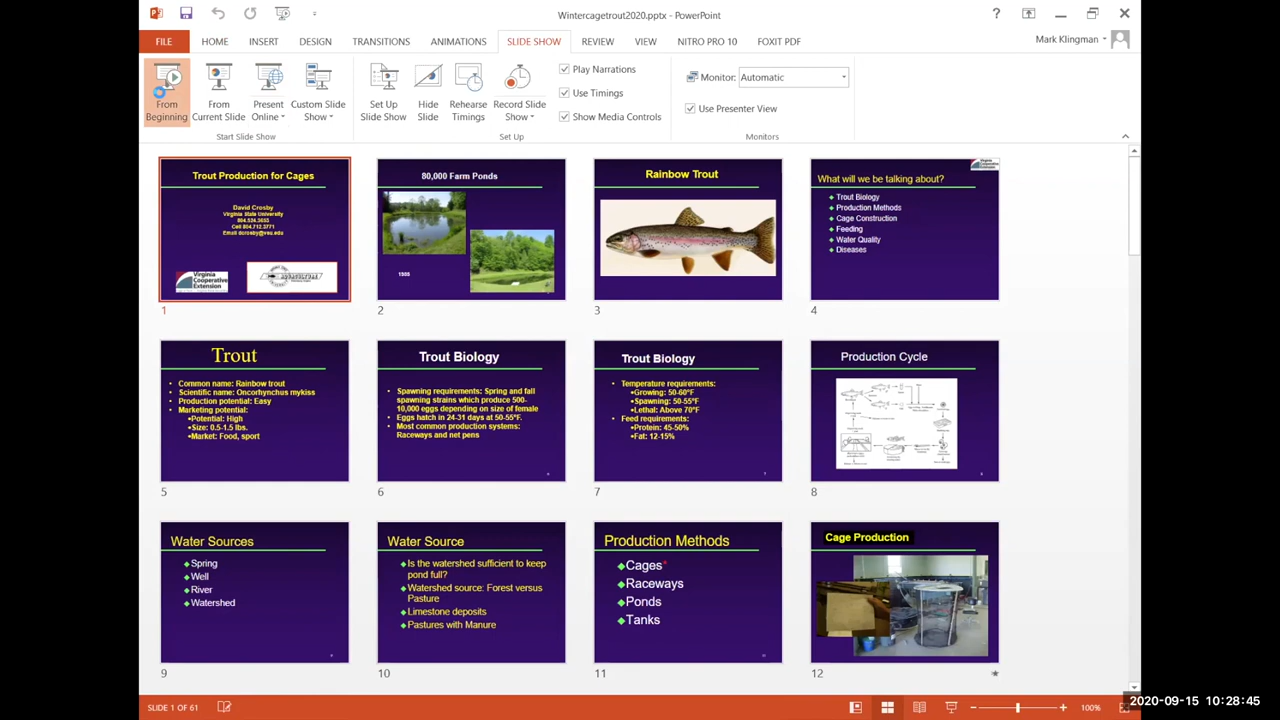 Wintercagetrout2020.pptx - PowerPoint
FILE HOME INSERT DESIGN TRANSITIONS ANIMATIONS SLIDE SHOW REVIEW VIEW NITRO PRO 10 FOXIT PDF
Mark Klingman
From Beginning
From Current Slide
Present Online
Custom Slide Show
Start Slide Show
Set Up Slide Show
Hide Slide
Rehearse Timings
Record Slide Show
Play Narrations
Use Timings
Show Media Controls
Set Up
Monitor: Automatic
Use Presenter View
Monitors
Trout Production for Cages
David Crosby
Virginia State University
Virginia
Cooperative
Extension
1
80,000 Farm Ponds
1988
2
Rainbow Trout
3
What will we be talking about?
Trout Biology
Production Methods
Cage Construction
Feeding
Water Quality
Diseases
4
Trout
• Common name: Rainbow trout
• Scientific name: Oncorhynchus mykiss
• Production potential: Easy
• Marketing potential:
•Potential: High
•Size: 0.5-1.5 lbs.
•Market: Food, sport
5
Trout Biology
• Spawning requirements: Spring and fall
spawning strains which produce 500-
10,000 eggs depending on size of female
• Eggs hatch in 24-31 days at 50-55°F.
• Most common production systems:
Raceways and net pens
6
Trout Biology
• Temperature requirements:
•Growing: 50-60°F
•Spawning: 50-55°F
•Lethal: Above 70°F
• Feed requirements:
•Protein: 45-50%
•Fat: 12-15%
7
Production Cycle
8
Water Sources
Spring
Well
River
Watershed
9
Water Source
Is the watershed sufficient to keep
pond full?
Watershed source: Forest versus
Pasture
Limestone deposits
Pastures with Manure
10
Production Methods
Cages*
Raceways
Ponds
Tanks
11
Cage Production
12
SLIDE 1 OF 61
100%
2020-09-15 10:28:45